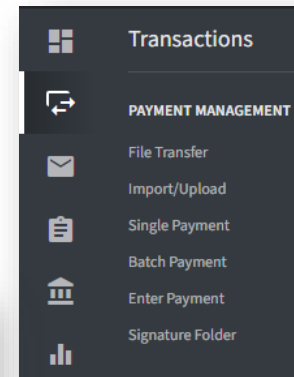 Transactions
PAYMENT MANAGEMENT
File Transfer
Import/Upload
Single Payment
Batch Payment
Enter Payment
Signature Folder